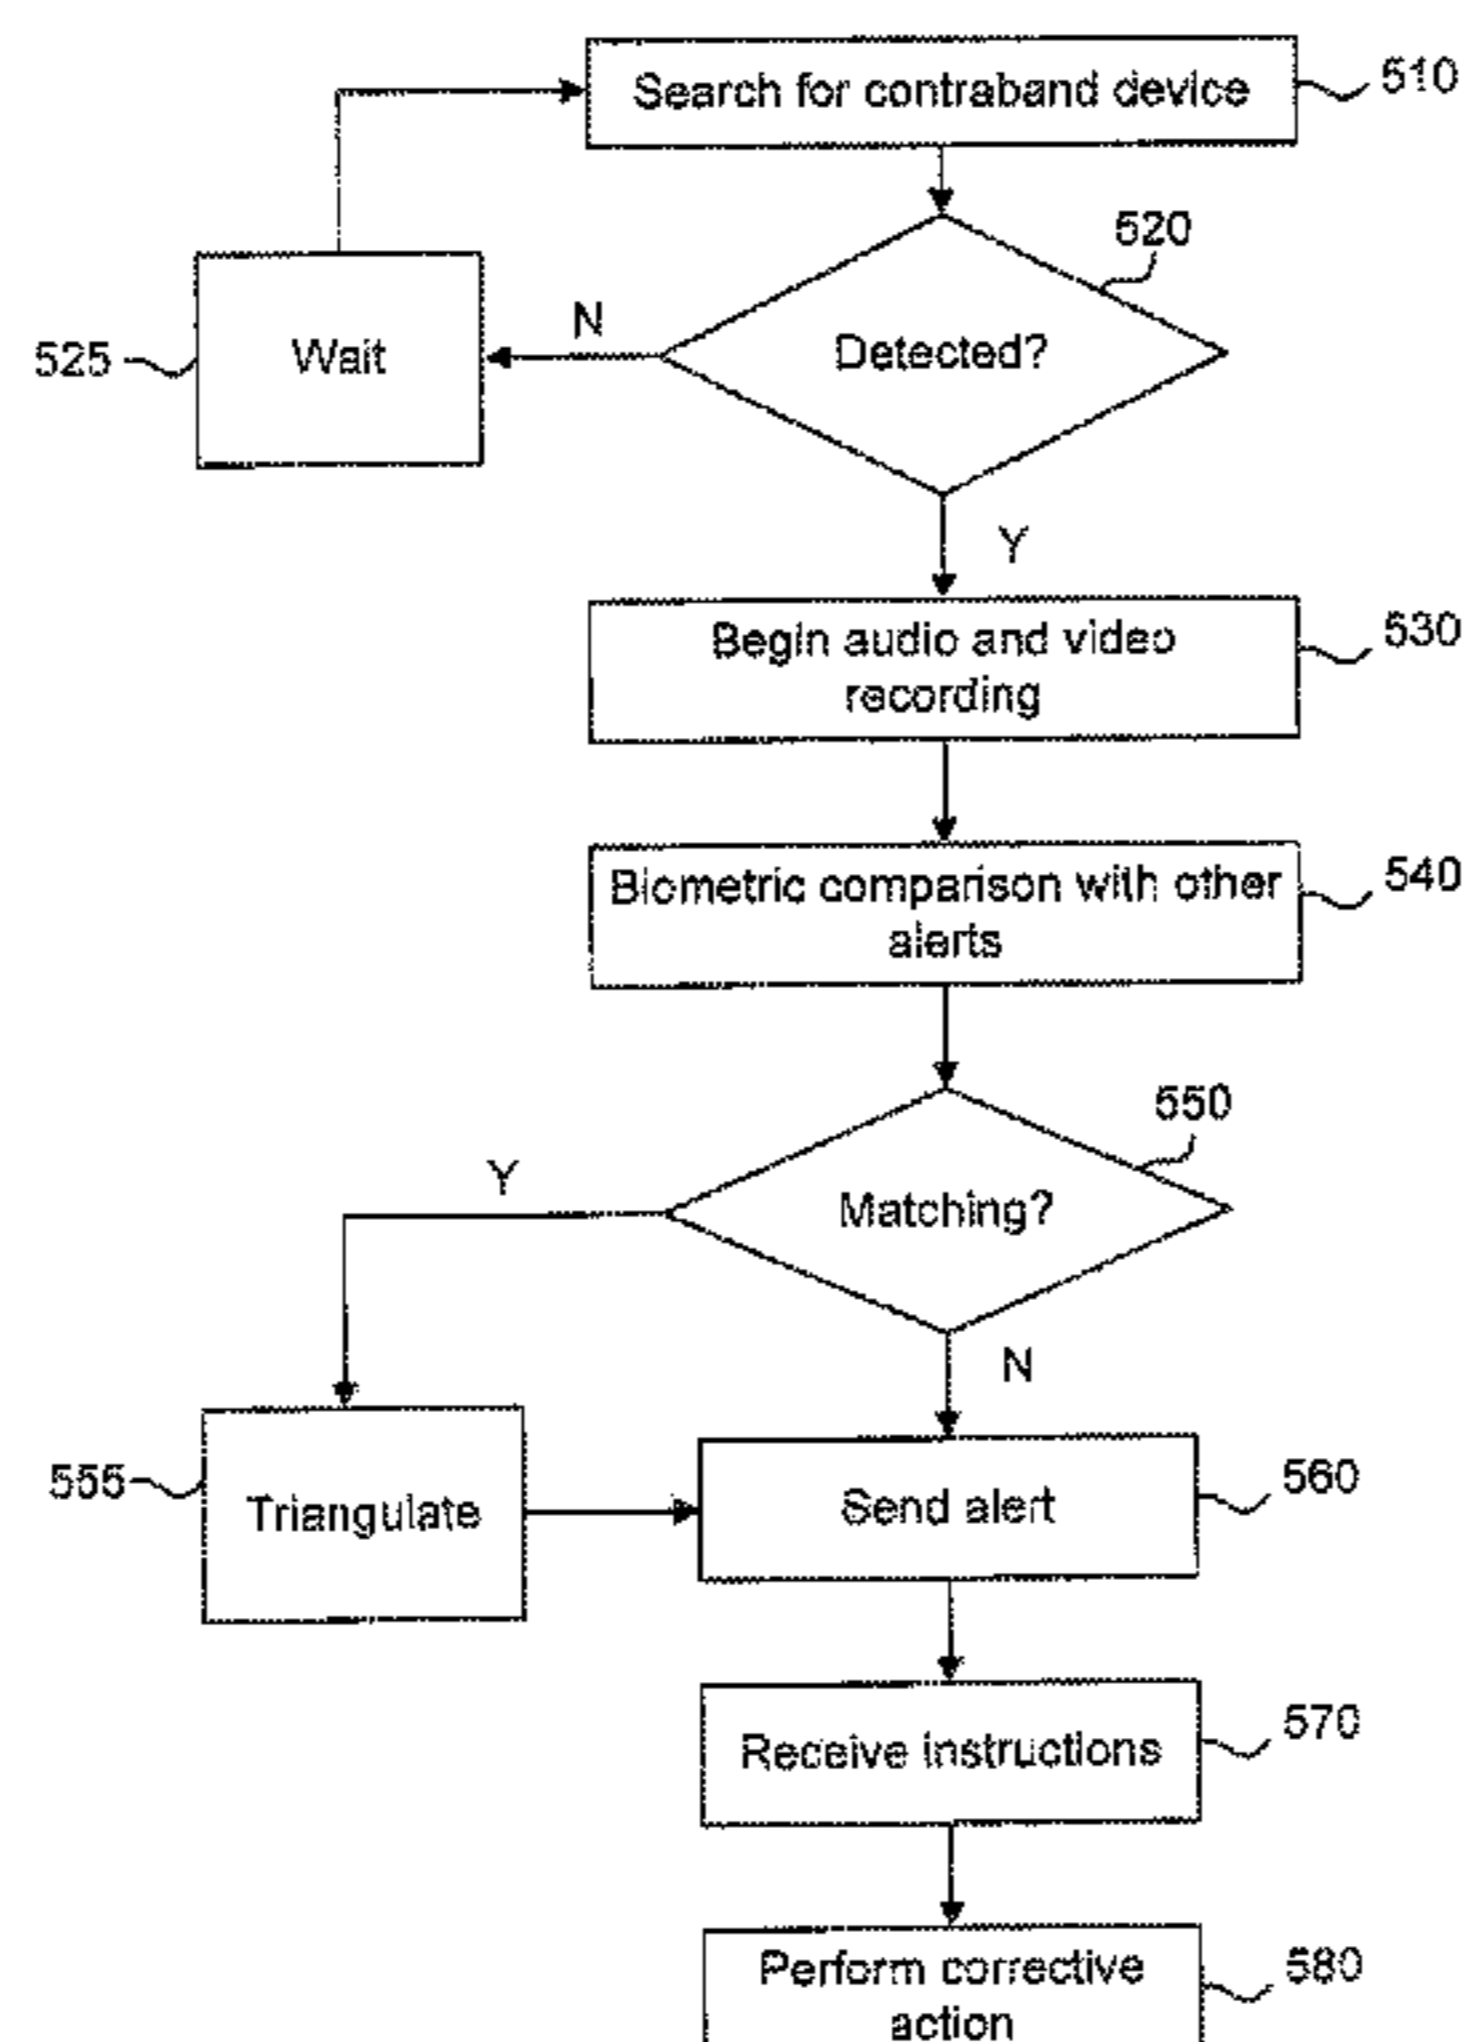 Search for contraband device
510
520
Detected?
N
Wait
525
Y
Begin audio and video
recording
530
Biometric comparison with other
alerts
540
550
Matching?
Y
N
555
Triangulate
Send alert
560
Receive instructions
570
Perform corrective
action
580